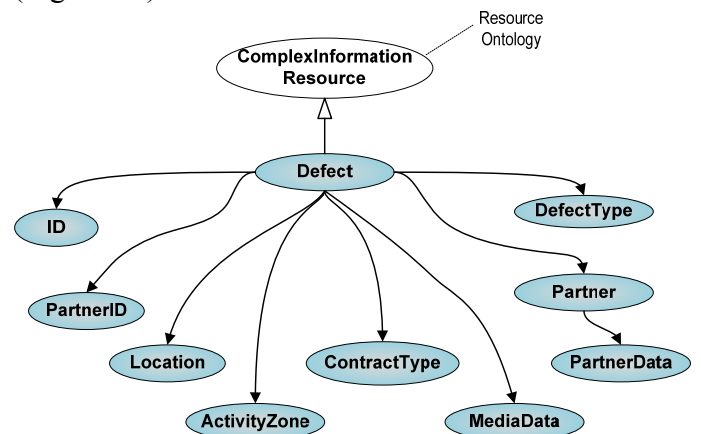 Resource
Ontology
ComplexInformation
Resource
Defect
ID
DefectType
PartnerID
Partner
Location
ContractType
PartnerData
ActivityZone
MediaData